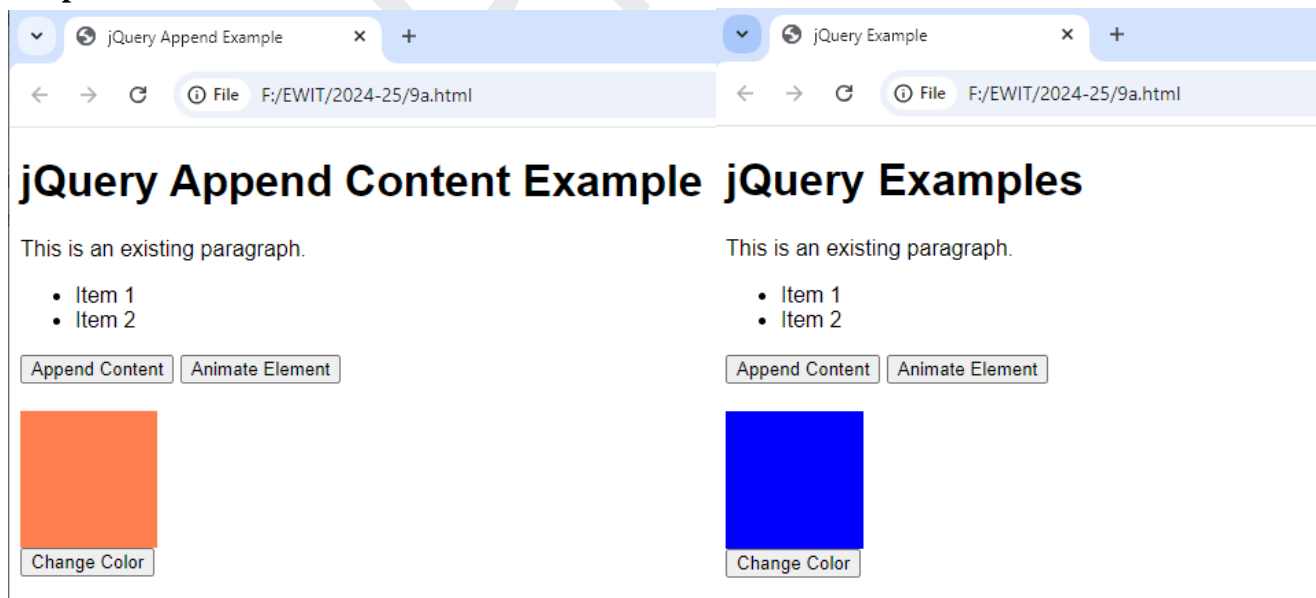 jQuery Append Example
File F:/EWIT/2024-25/9a.html
jQuery Append Content Example
This is an existing paragraph.
Item 1
Item 2
Append Content Animate Element
Change Color
jQuery Example
File F:/EWIT/2024-25/9a.html
jQuery Examples
This is an existing paragraph.
Item 1
Item 2
Append Content Animate Element
Change Color